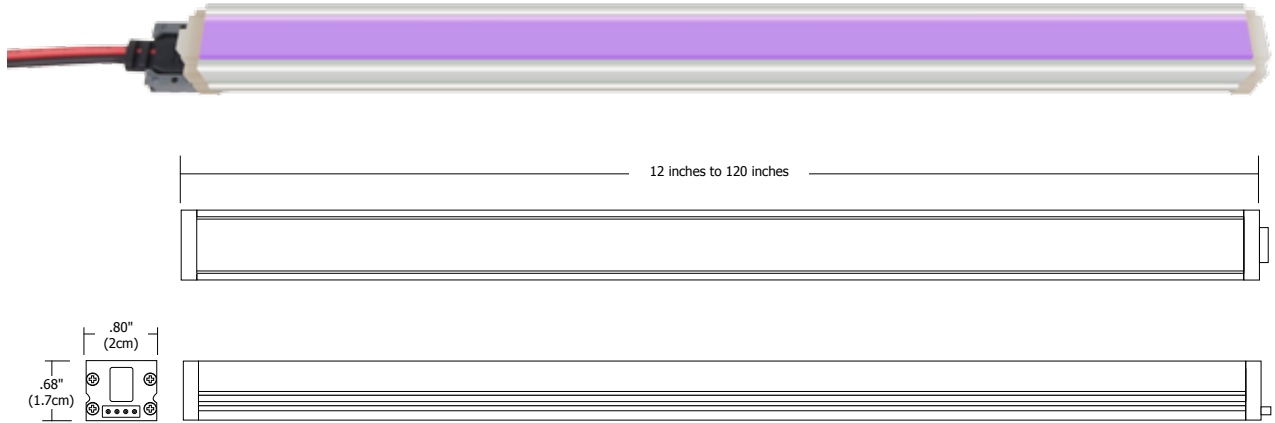 12 inches to 120 inches
.80"
(2cm)
.68"
(1.7cm)